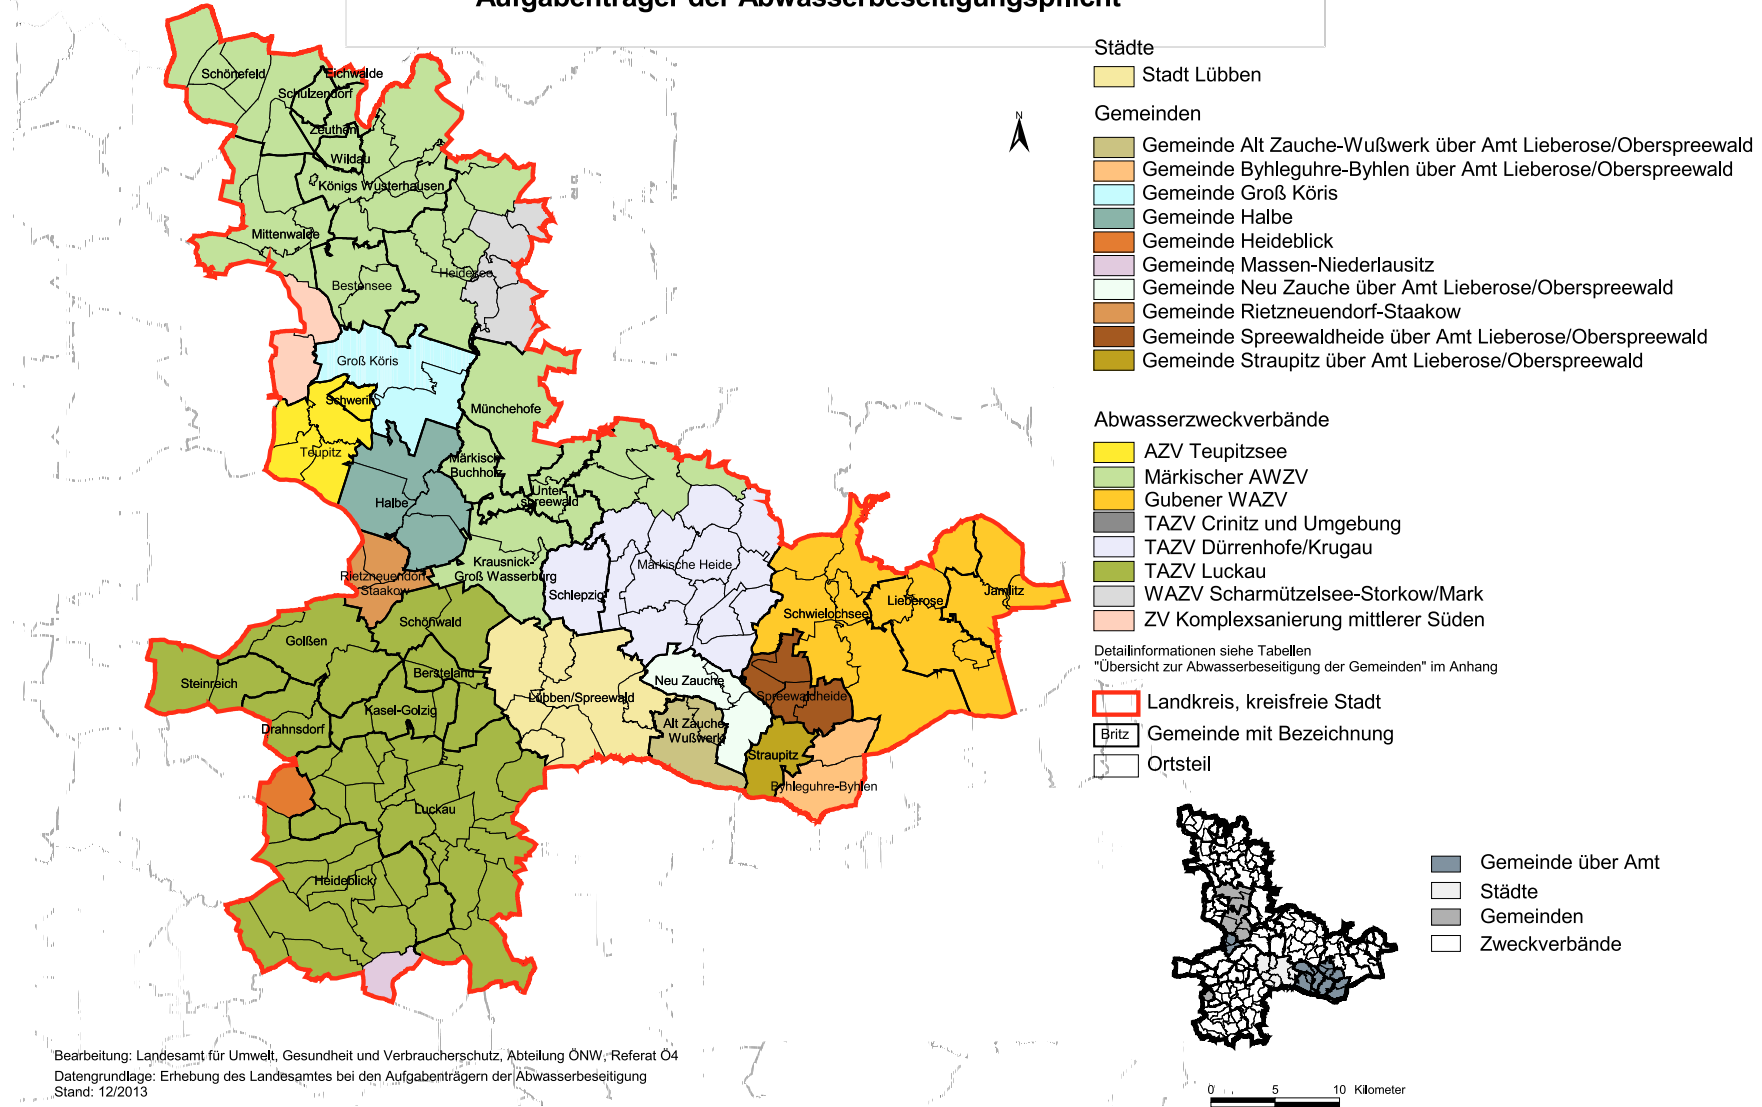 Aufgabenträger der Abwasserbeseitigungspflicht
Städte
Stadt Lübben
Gemeinden
Gemeinde Alt Zauche-Wußwerk über Amt Lieberose/Oberspreewald
Gemeinde Byhleguhre-Byhlen über Amt Lieberose/Oberspreewald
Gemeinde Groß Köris
Gemeinde Halbe
Gemeinde Heideblick
Gemeinde Massen-Niederlausitz
Gemeinde Neu Zauche über Amt Lieberose/Oberspreewald
Gemeinde Rietzneuendorf-Staakow
Gemeinde Spreewaldheide über Amt Lieberose/Oberspreewald
Gemeinde Straupitz über Amt Lieberose/Oberspreewald
Abwasserzweckverbände
AZV Teupitzsee
Märkischer AWZV
Gubener WAZV
TAZV Crinitz und Umgebung
TAZV Dürrenhofe/Krugau
TAZV Luckau
WAZV Scharmützelsee-Storkow/Mark
ZV Komplexsanierung mittlerer Süden
Detailinformationen siehe Tabellen
"Übersicht zur Abwasserbeseitigung der Gemeinden" im Anhang
Landkreis, kreisfreie Stadt
Britz
Gemeinde mit Bezeichnung
Ortsteil
Gemeinde über Amt
Städte
Gemeinden
Zweckverbände
0 5 10 Kilometer
N
Schönefeld
Eichwalde
Schulzendorf
Zeuthen
Wildau
Königs Wusterhausen
Mittenwalde
Heidesee
Bestensee
Groß Köris
Schwerin
Münchehofe
Teupitz
Märkisch
Buchholz
Halbe
Unter-
spreewald
Krausnick-
Groß Wasserburg
Märkische Heide
Rietzneuendorf
Staakow
Schlepzig
Schwielochsee
Lieberose
Jamlitz
Schönwald
Golßen
Steinreich
Bersteland
Neu Zauche
Lübben/Spreewald
Spreewaldheide
Kasel-Golzig
Drahnsdorf
Alt Zauche-
Wußwerk
Straupitz
Byhleguhre-Byhlen
Luckau
Heideblick
Bearbeitung: Landesamt für Umwelt, Gesundheit und Verbraucherschutz, Abteilung ÖNW, Referat Ö4
Datengrundlage: Erhebung des Landesamtes bei den Aufgabenträgern der Abwasserbeseitigung
Stand: 12/2013